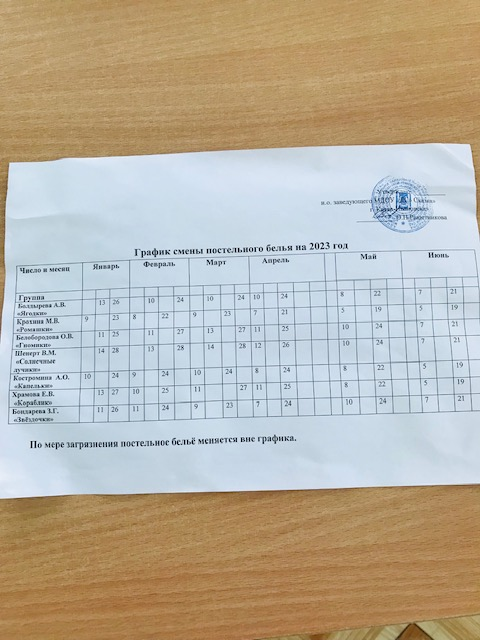 и.о. заведующего МДОУ
График смены постельного белья на 2023 год
Число и месяц Январь Февраль Март Апрель Май Июнь
Группа
Болдырева А.В. 13 26 10 24 10 24 10 24 8 22 7 21
«Ягодки»
Крохина М.В. 9 23 8 22 9 23 7 21 5 19 5 19
«Ромашки»
Белобородова О.В. 11 25 11 27 13 27 11 25 10 24 7 21
«Гномики»
Шенерт В.М. 14 28 13 28 14 28 12 26 10 24 7 21
«Солнечные
лучики»
Костромина А.О. 10 24 9 24 10 24 8 24 8 22 5 19
«Капельки»
Храмова Е.В. 13 27 10 25 11 27 11 25 8 22 5 19
«Кораблик»
Бондарева З.Г. 11 26 11 24 9 23 7 24 10 24 7 21
«Звёздочки»
По мере загрязнения постельное бельё меняется вне графика.